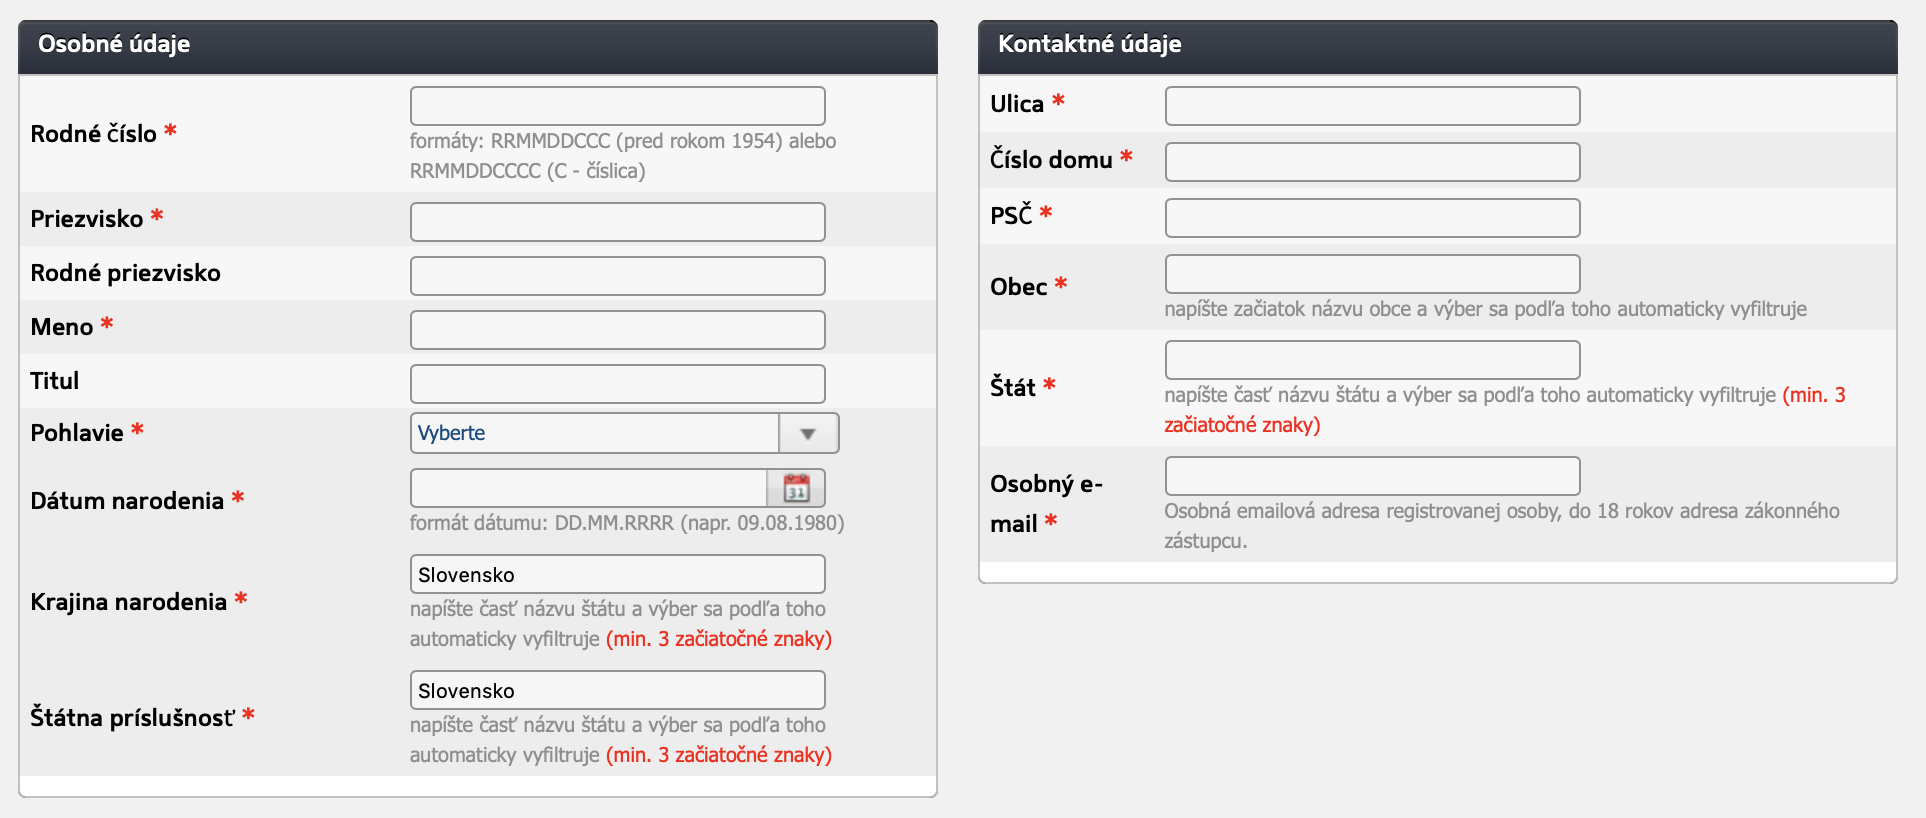 Osobné údaje
Rodné číslo *
formáty: RRMMDDCCC (pred rokom 1954) alebo
RRMMDDCCCC (C - číslica)
Priezvisko *
Rodné priezvisko
Meno *
Titul
Pohlavie *
Vyberte
Dátum narodenia *
31
formát dátumu: DD.MM.RRRR (napr. 09.08.1980)
Krajina narodenia *
Slovensko
napíšte časť názvu štátu a výber sa podľa toho
automaticky vyfiltruje (min. 3 začiatočné znaky)
Štátna príslušnosť *
Slovensko
napíšte časť názvu štátu a výber sa podľa toho
automaticky vyfiltruje (min. 3 začiatočné znaky)
Kontaktné údaje
Ulica *
Číslo domu *
PSČ *
Obec *
napíšte začiatok názvu obce a výber sa podľa toho automaticky vyfiltruje
Štát *
napíšte časť názvu štátu a výber sa podľa toho automaticky vyfiltruje (min. 3
začiatočné znaky)
Osobný e-
mail *
Osobná emailová adresa registrovanej osoby, do 18 rokov adresa zákonného
zástupcu.